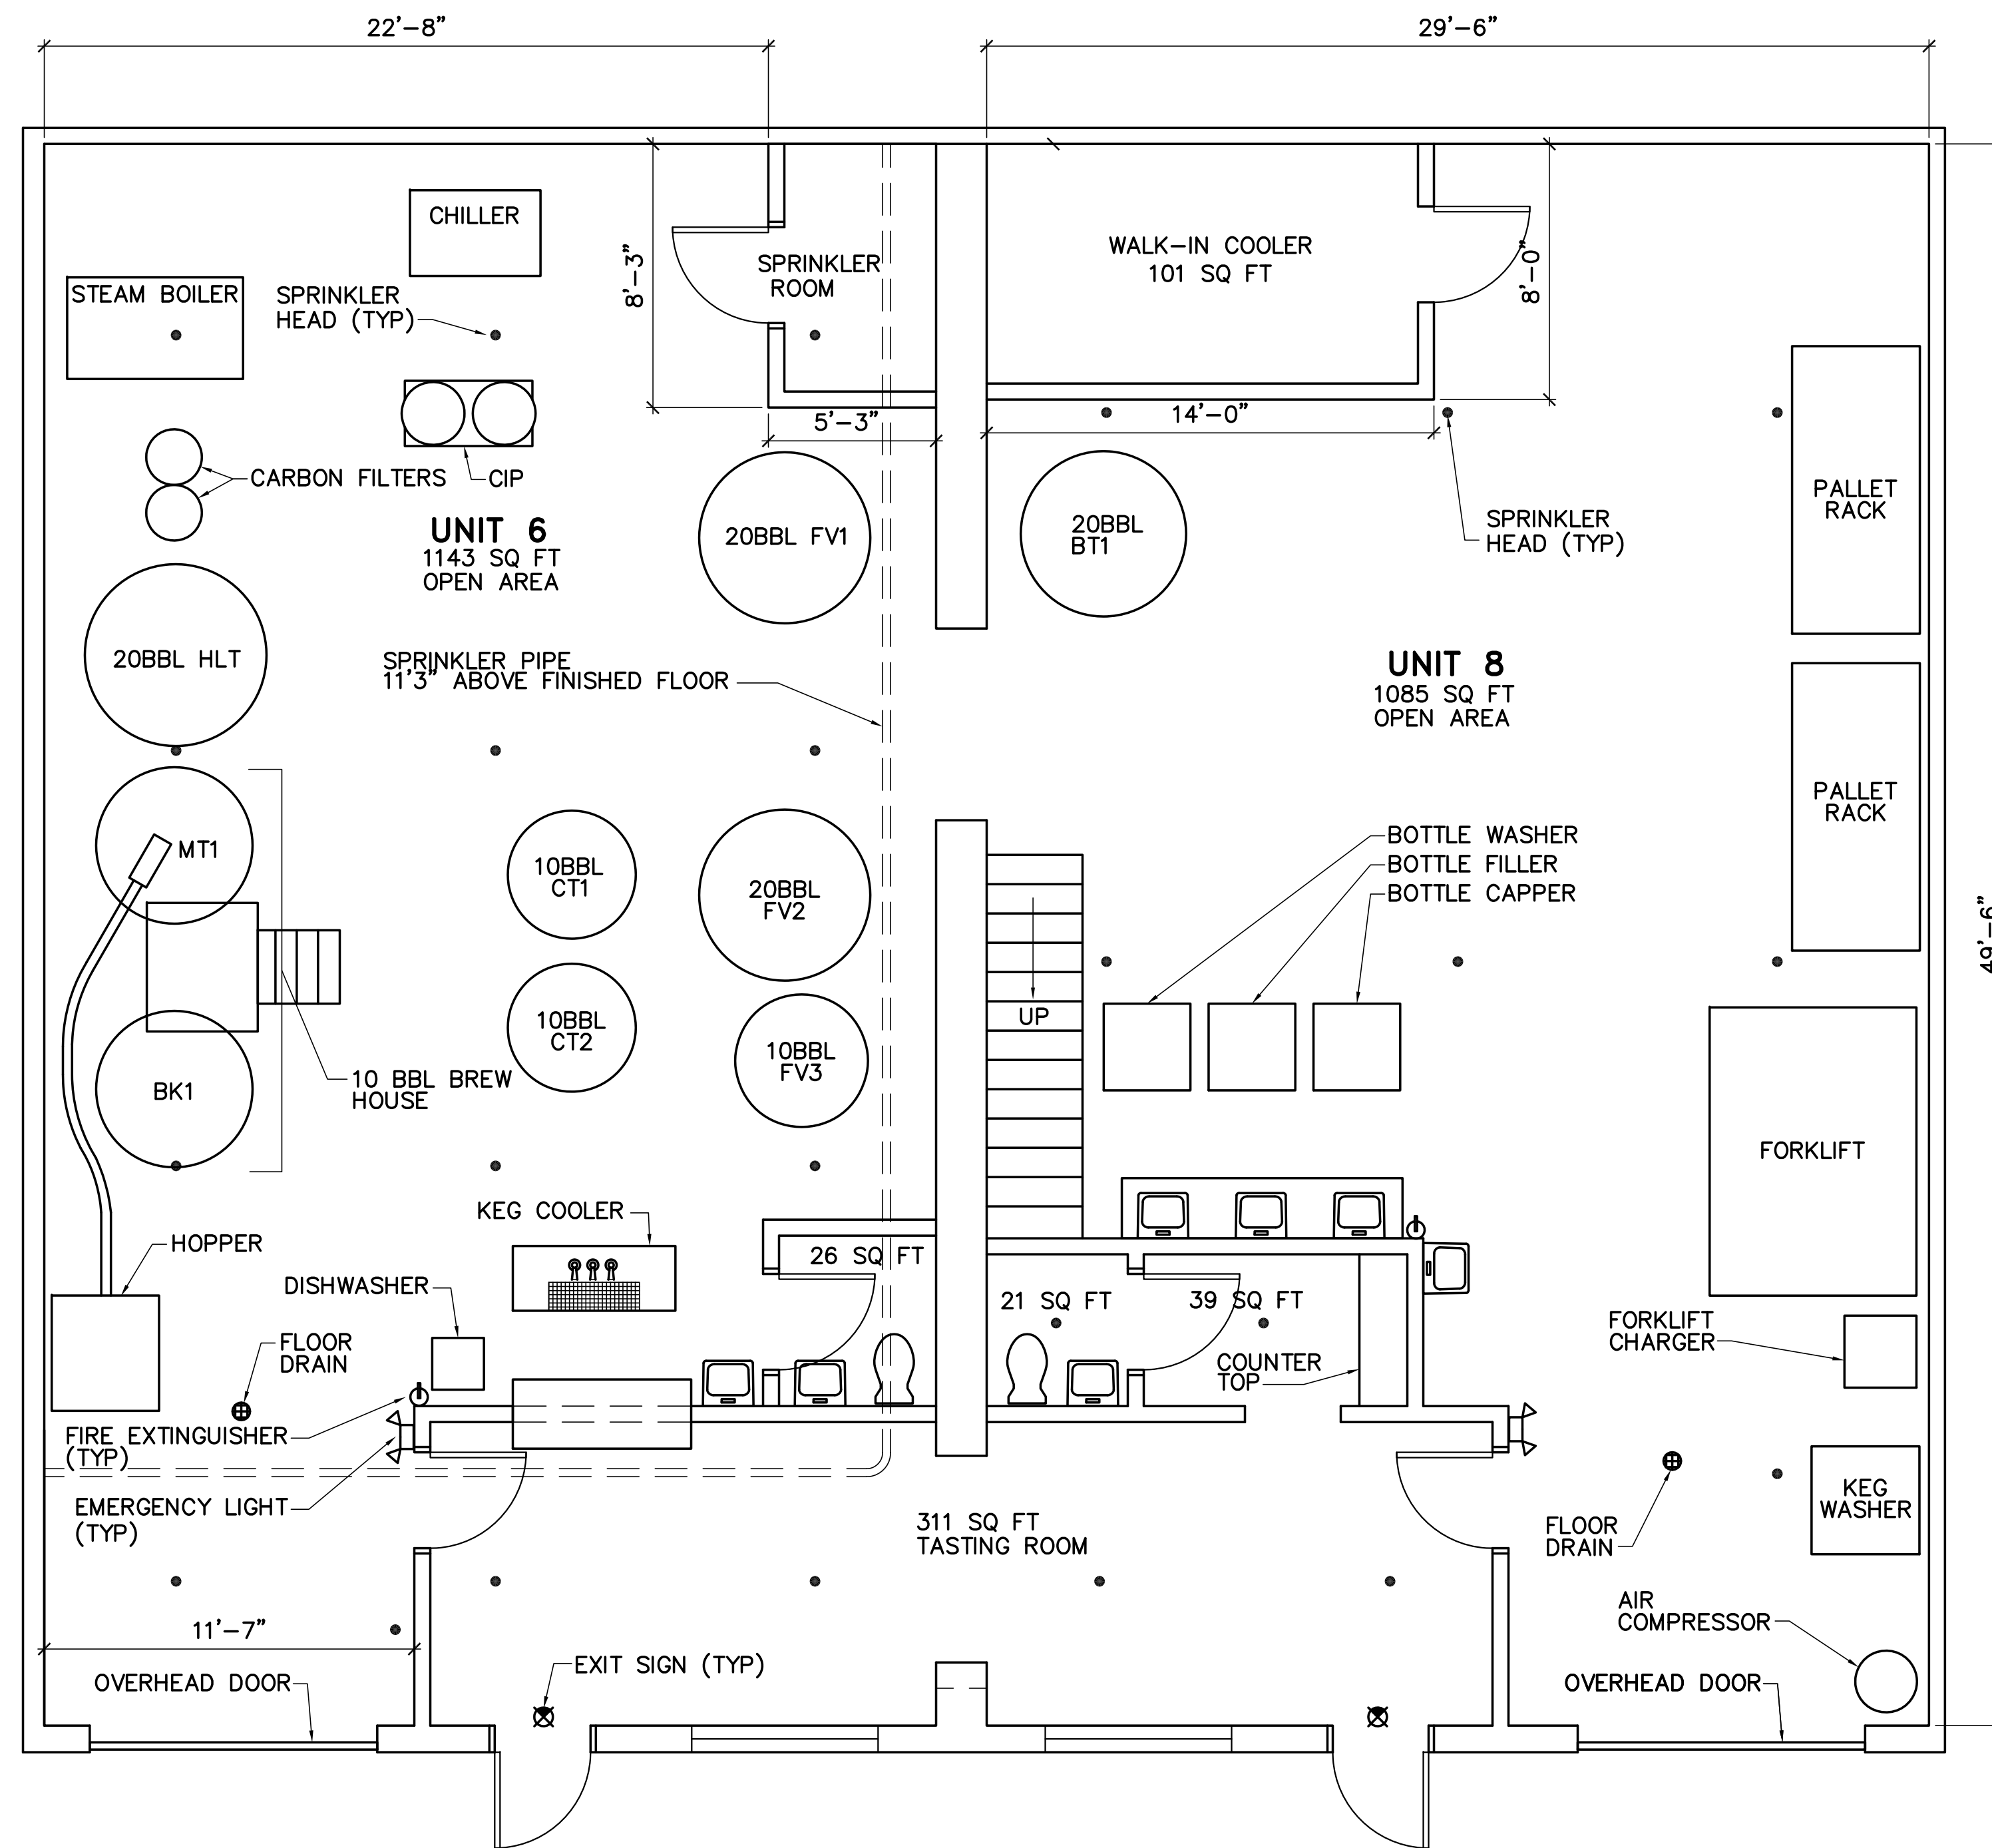 22'-8"
29'-6"
CHILLER
STEAM BOILER
SPRINKLER
HEAD (TYP)
8'-3"
SPRINKLER
ROOM
WALK-IN COOLER
101 SQ FT
8'-0"
5'-3"
14'-0"
CARBON FILTERS
CIP
UNIT 6
1143 SQ FT
OPEN AREA
20BBL FV1
20BBL
BT1
SPRINKLER
HEAD (TYP)
PALLET
RACK
20BBL HLT
SPRINKLER PIPE
11'3" ABOVE FINISHED FLOOR
UNIT 8
1085 SQ FT
OPEN AREA
PALLET
RACK
MT1
10BBL
CT1
20BBL
FV2
BOTTLE WASHER
BOTTLE FILLER
BOTTLE CAPPER
49'-6"
10BBL
CT2
10BBL
FV3
UP
BK1
10 BBL BREW
HOUSE
FORKLIFT
KEG COOLER
HOPPER
26 SQ FT
DISHWASHER
21 SQ FT
39 SQ FT
FLOOR
DRAIN
COUNTER
TOP
FORKLIFT
CHARGER
FIRE EXTINGUISHER
(TYP)
EMERGENCY LIGHT
(TYP)
311 SQ FT
TASTING ROOM
FLOOR
DRAIN
KEG
WASHER
11'-7"
AIR
COMPRESSOR
EXIT SIGN (TYP)
OVERHEAD DOOR
OVERHEAD DOOR